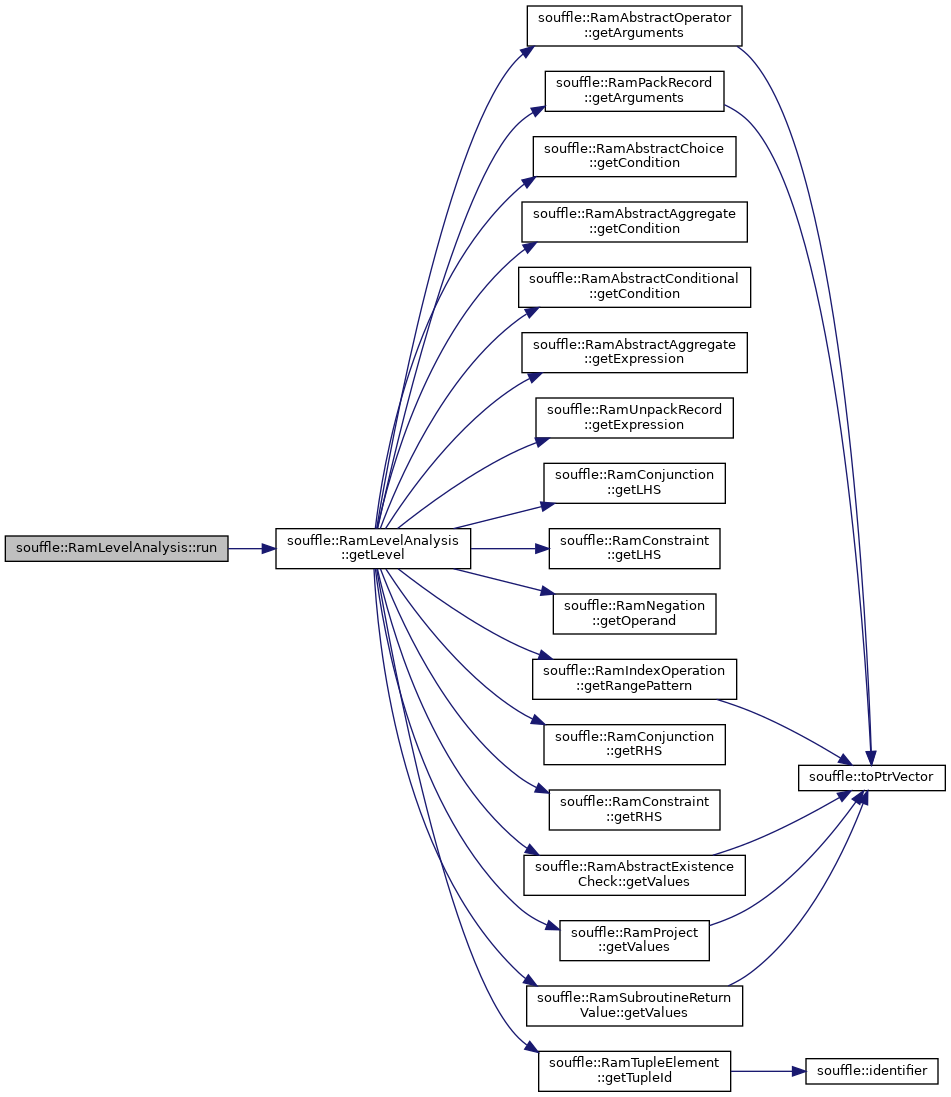 souffle::RamLevelAnalysis::run
souffle::RamLevelAnalysis
::getLevel
souffle::RamAbstractOperator
::getArguments
souffle::RamPackRecord
::getArguments
souffle::RamAbstractChoice
::getCondition
souffle::RamAbstractAggregate
::getCondition
souffle::RamAbstractConditional
::getCondition
souffle::RamAbstractAggregate
::getExpression
souffle::RamUnpackRecord
::getExpression
souffle::RamConjunction
::getLHS
souffle::RamConstraint
::getLHS
souffle::RamNegation
::getOperand
souffle::RamIndexOperation
::getRangePattern
souffle::RamConjunction
::getRHS
souffle::RamConstraint
::getRHS
souffle::RamAbstractExistence
Check::getValues
souffle::RamProject
::getValues
souffle::RamSubroutineReturn
Value::getValues
souffle::RamTupleElement
::getTupleId
souffle::toPtrVector
souffle::identifier